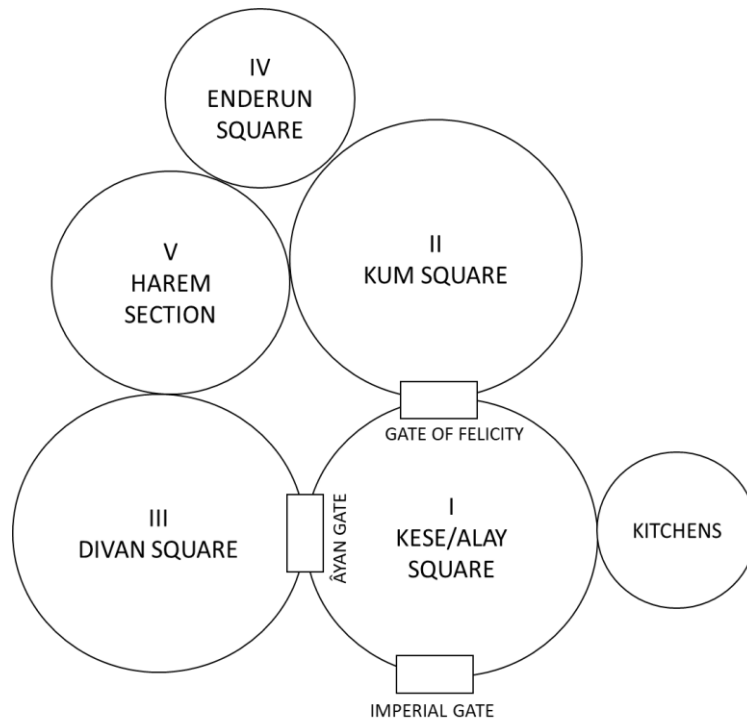 IV
ENDERUN
SQUARE
V
HAREM
SECTION
II
KUM SQUARE
GATE OF FELICITY
III
DIVAN SQUARE
ÂYAN GATE
I
KESE/ALAY
SQUARE
KITCHENS
IMPERIAL GATE